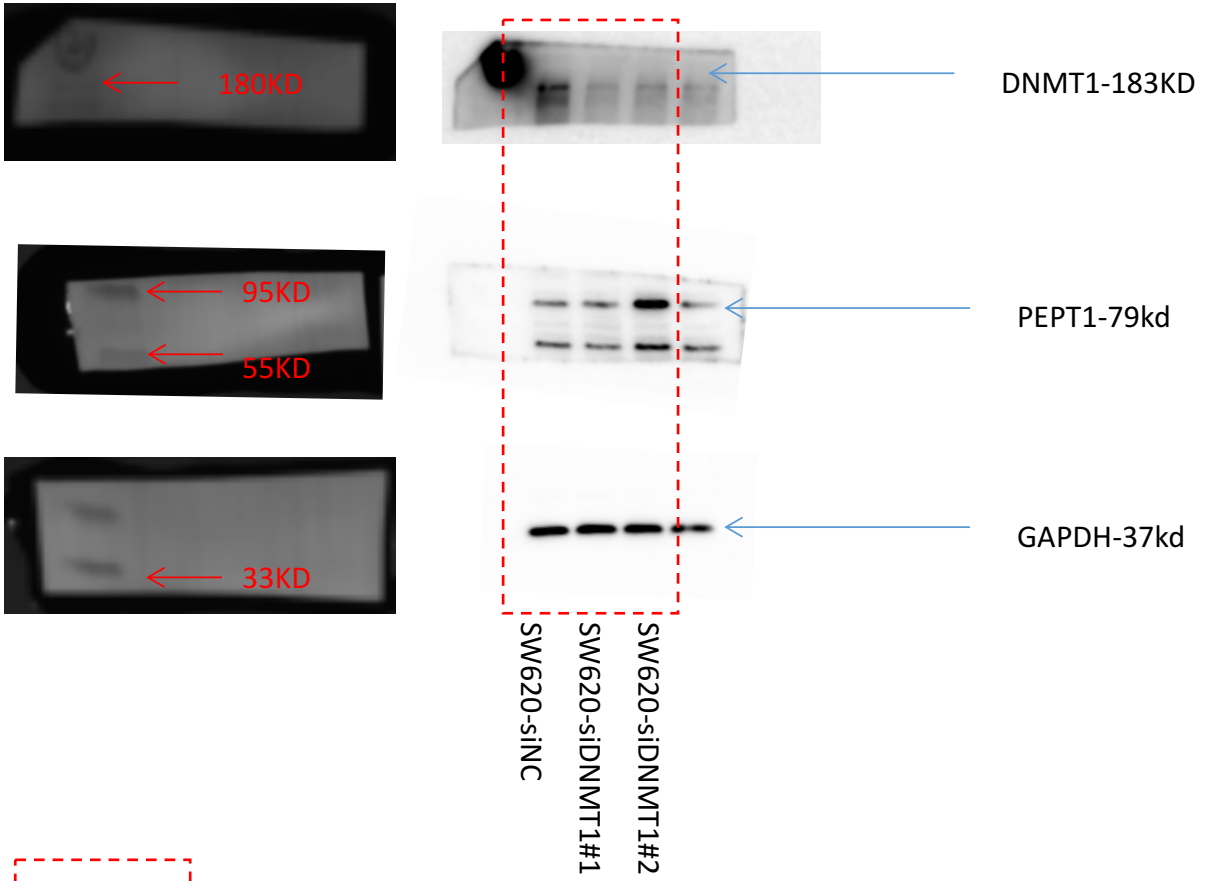 180KD
DNMT1-183KD
95KD
55KD
PEPT1-79kd
33KD
GAPDH-37kd
SW620-siNC
SW620-siDNMT1#1
SW620-siDNMT1#2